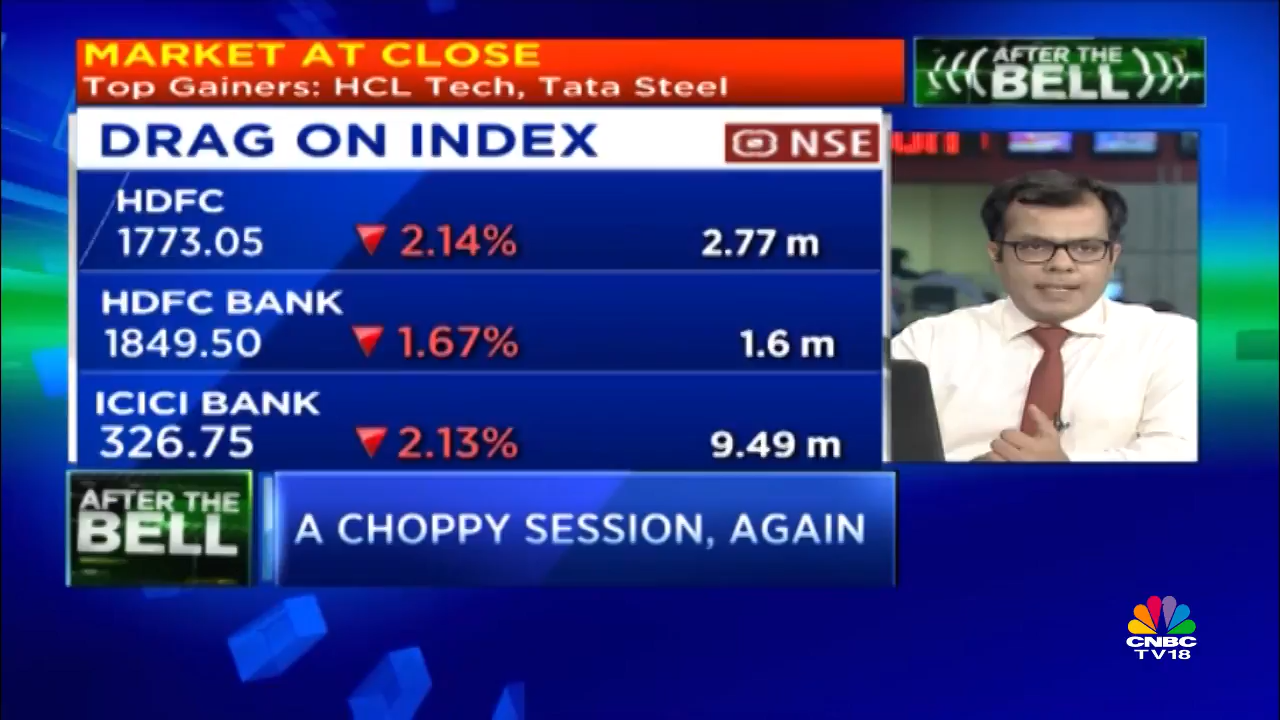 MARKET AT CLOSE
Top Gainers: HCL Tech, Tata Steel
AFTER THE
BELL
DRAG ON INDEX
NSE
HDFC
1773.05 2.14% 2.77 m
HDFC BANK
1849.50 1.67% 1.6 m
ICICI BANK
326.75 2.13% 9.49 m
AFTER THE
BELL
A CHOPPY SESSION, AGAIN
CNBC
TV18